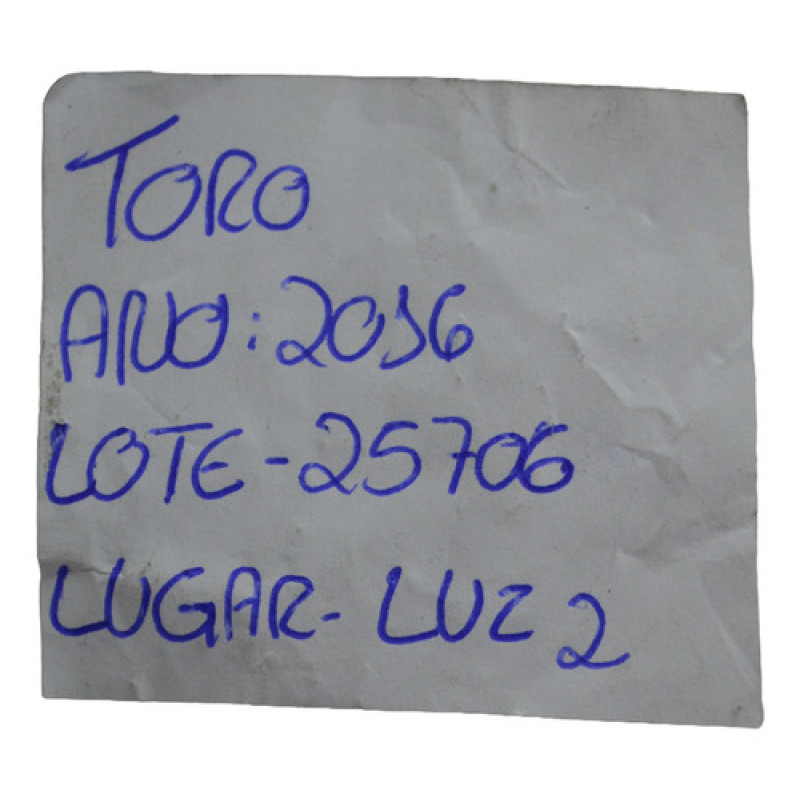 TORO
ANO: 2016
LOTE-25706
LUGAR- LUZ 2